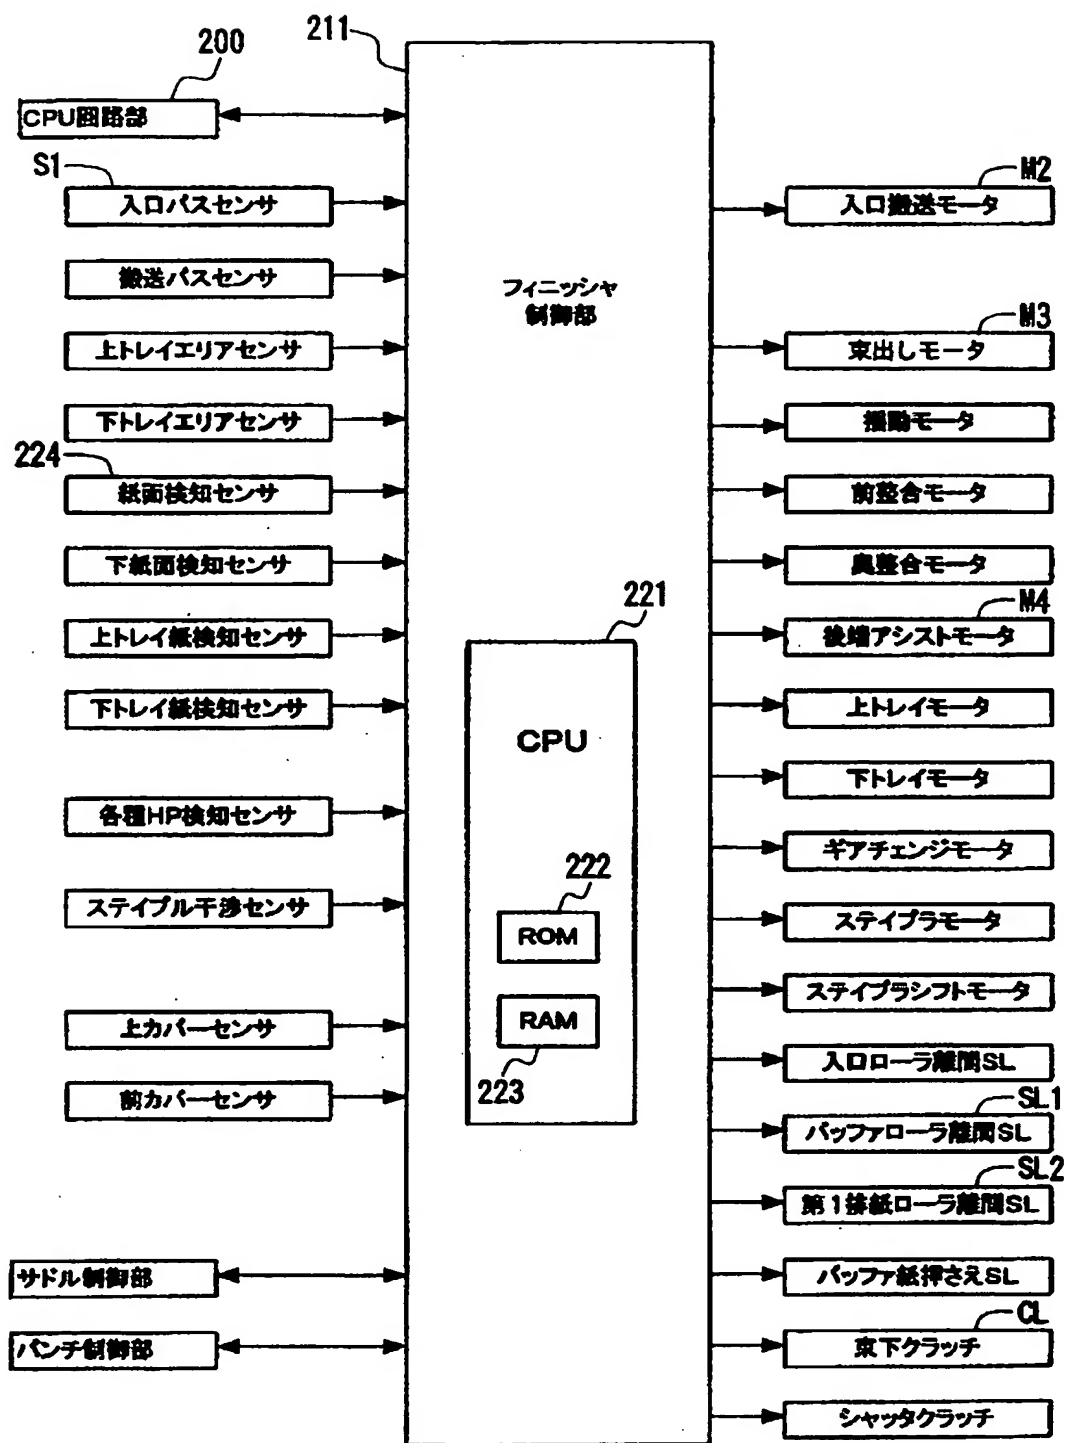 200
211
CPU回路部
S1
入口パスセンサ
搬送パスセンサ
上トレイエリアセンサ
下トレイエリアセンサ
224
紙面検知センサ
下紙面検知センサ
上トレイ紙検知センサ
下トレイ紙検知センサ
各種HP検知センサ
ステイプル干渉センサ
上カバーセンサ
前カバーセンサ
サドル制御部
パンチ制御部
フィニッシャ
制御部
221
CPU
222
ROM
RAM
223
M2
入口搬送モータ
M3
束出しモータ
揺動モータ
前整合モータ
奥整合モータ
M4
後端アシストモータ
上トレイモータ
下トレイモータ
ギアチェンジモータ
ステイプラモータ
ステイプラシフトモータ
入口ローラ離間SL
SL1
バッファローラ離間SL
SL2
第1排紙ローラ離間SL
バッファ紙押さえSL
CL
束下クラッチ
シャッタクラッチ